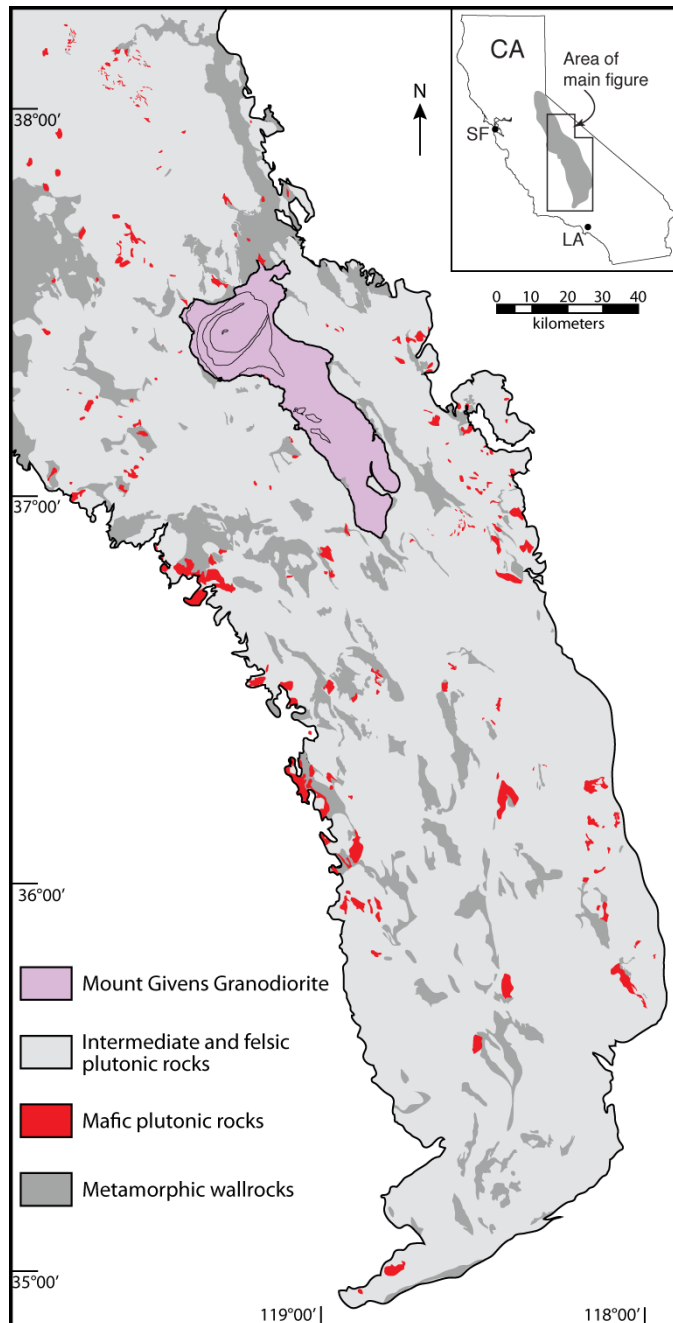 CA
Area of
main figure
SF
LA
N
0 10 20 30 40
kilometers
38°00′
37°00′
36°00′
35°00′
Mount Givens Granodiorite
Intermediate and felsic
plutonic rocks
Mafic plutonic rocks
Metamorphic wallrocks
119°00′
118°00′